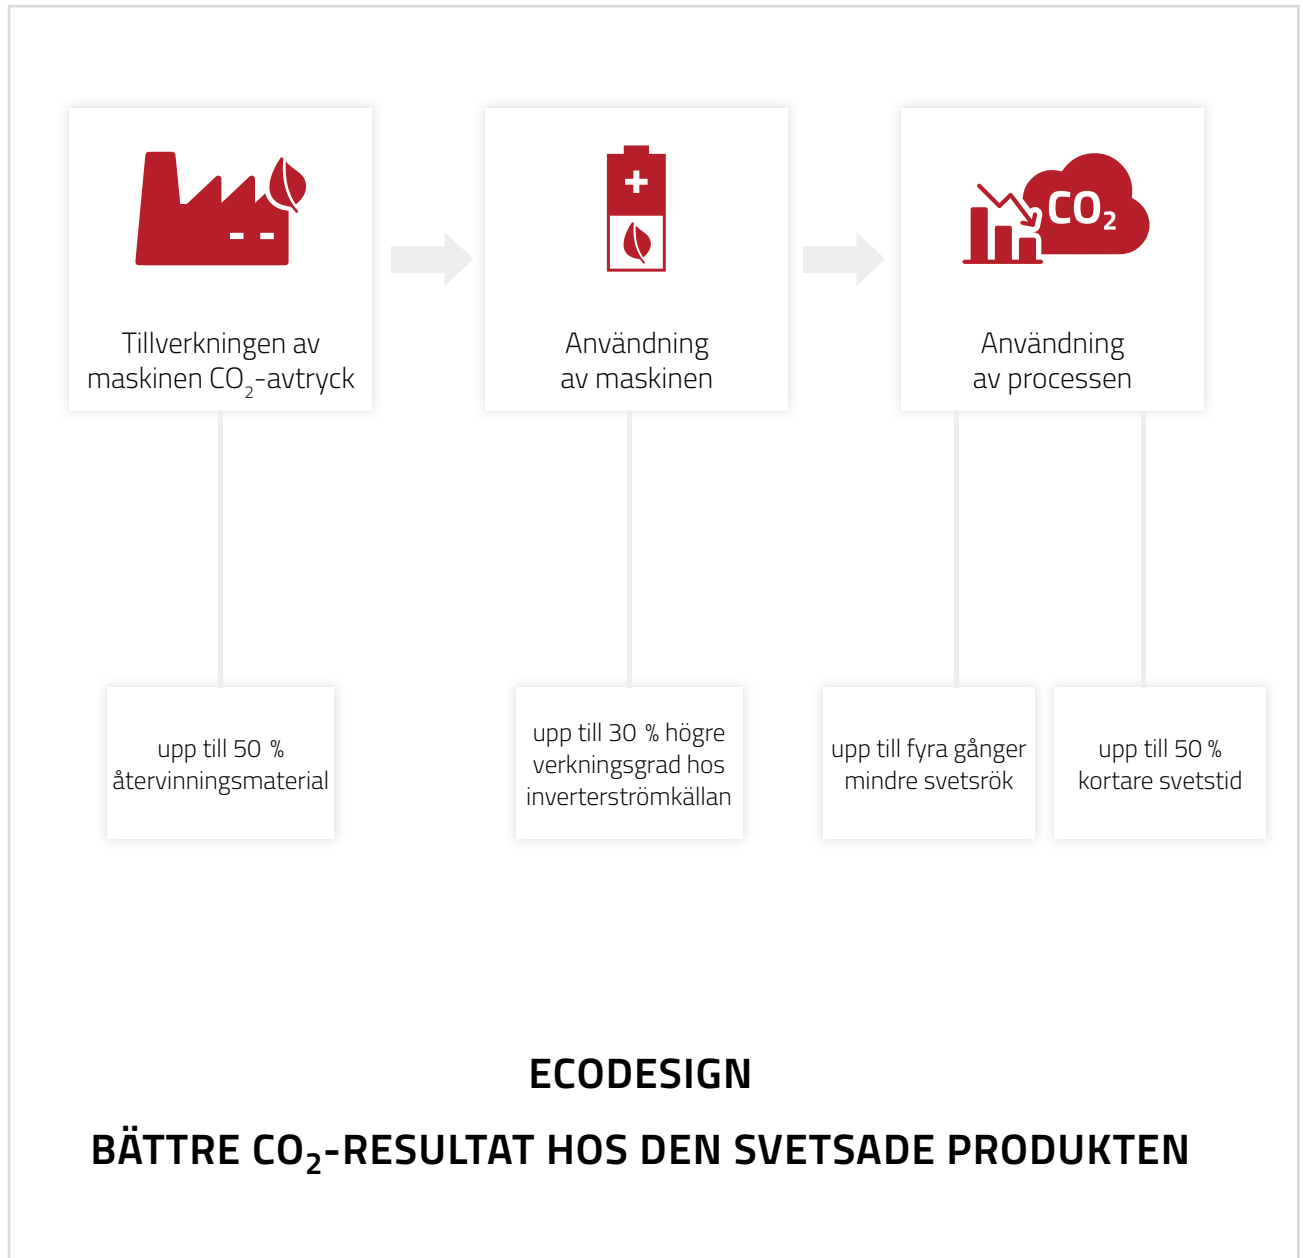 Tillverkningen av
maskinen CO₂-avtryck
Användning
av maskinen
CO₂
Användning
av processen
upp till 50 %
återvinningsmaterial
upp till 30 % högre
verkningsgrad hos
inverterströmkällan
upp till fyra gånger
mindre svetsrök
upp till 50 %
kortare svetstid
ECODESIGN
BÄTTRE CO₂-RESULTAT HOS DEN SVETSADE PRODUKTEN